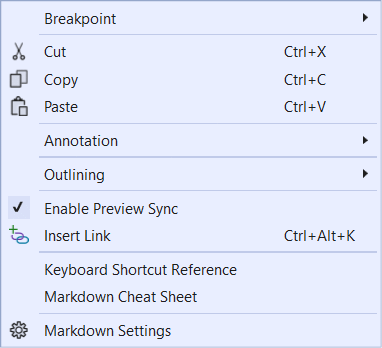 Breakpoint
Cut Ctrl+X
Copy Ctrl+C
Paste Ctrl+V
Annotation
Outlining
Enable Preview Sync
Insert Link Ctrl+Alt+K
Keyboard Shortcut Reference
Markdown Cheat Sheet
Markdown Settings